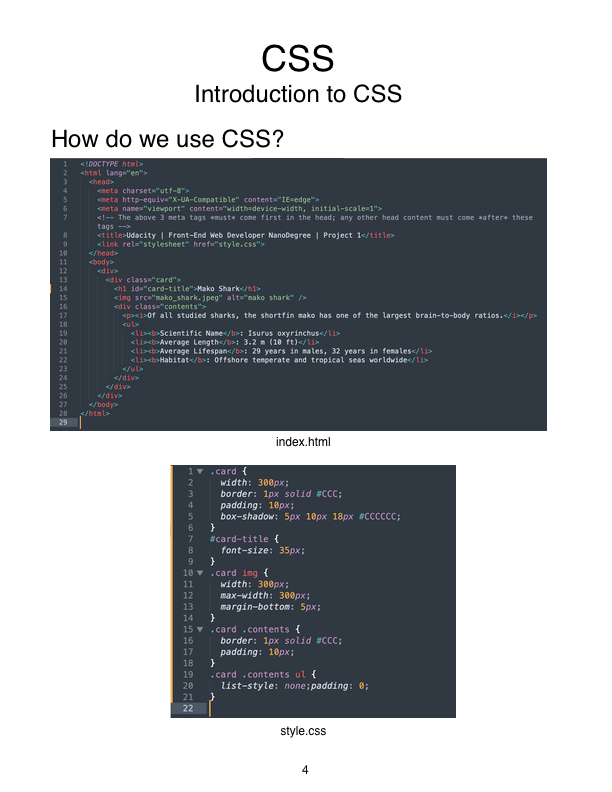 CSS
Introduction to CSS
How do we use CSS?
1 <!DOCTYPE html>
2 <html lang="en">
3 <head>
4 <meta charset="utf-8">
5 <meta http-equiv="X-UA-Compatible" content="IE=edge">
6 <meta name="viewport" content="width=device-width, initial-scale=1">
7 <!-- The above 3 meta tags *must* come first in the head; any other head content must come *after* these
tags -->
8 <title>Udacity | Front-End Web Developer NanoDegree | Project 1</title>
9 <link rel="stylesheet" href="style.css">
10 </head>
11 <body>
12 <div>
13 <div class="card">
14 <h1 id="card-title">Mako Shark</h1>
15 <img src="mako_shark.jpeg" alt="mako shark" />
16 <div class="contents">
17 <p><i>Of all studied sharks, the shortfin mako has one of the largest brain-to-body ratios.</i></p>
18 <ul>
19 <li><b>Scientific Name</b>: Isurus oxyrinchus</li>
20 <li><b>Average Length</b>: 3.2 m (10 ft)</li>
21 <li><b>Average Lifespan</b>: 29 years in males, 32 years in females</li>
22 <li><b>Habitat</b>: Offshore temperate and tropical seas worldwide</li>
23 </ul>
24 </div>
25 </div>
26 </div>
27 </body>
28 </html>
29
index.html
1 .card {
2 width: 300px;
3 border: 1px solid #CCC;
4 padding: 10px;
5 box-shadow: 5px 10px 18px #CCCCCC;
6 }
7 #card-title {
8 font-size: 35px;
9 }
10 .card img {
11 width: 300px;
12 max-width: 300px;
13 margin-bottom: 5px;
14 }
15 .card .contents {
16 border: 1px solid #CCC;
17 padding: 10px;
18 }
19 .card .contents ul {
20 list-style: none;padding: 0;
21 }
22
style.css
4